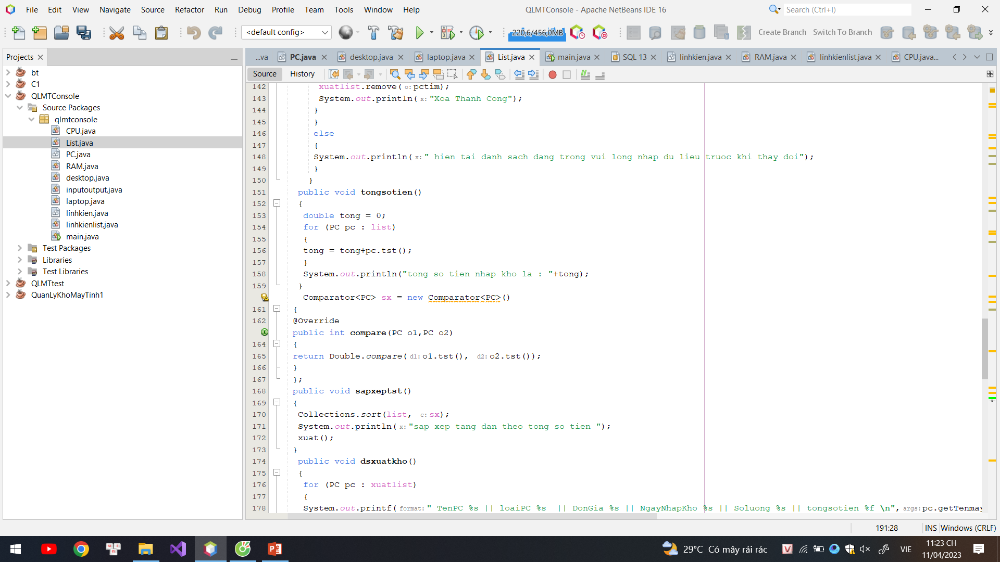 File Edit View Navigate Source Refactor Run Debug Profile Team Tools Window Help
QLMTConsole - Apache NetBeans IDE 16
Search (Ctrl+I)
<default config>
220,6/456,0MB
Create Branch Switch To Branch
Projects
...va PC.java desktop.java laptop.java List.java main.java SQL 13 linhkien.java RAM.java linhkienlist.java CPU.java...
Source History
bt
C1
QLMTConsole
Source Packages
qlmtconsole
CPU.java
List.java
PC.java
RAM.java
desktop.java
inputoutput.java
laptop.java
linhkien.java
linhkienlist.java
main.java
Test Packages
Libraries
Test Libraries
QLMTtest
QuanLyKhoMayTinh1
142 xuatlist.remove( o: pctim);
143 System.out.println( x: "Xoa Thanh Cong");
144 }
145 }
146 else
147 {
148 System.out.println( x: " hien tai danh sach dang trong vui long nhap du lieu truoc khi thay doi");
149 }
150 }
151 public void tongsotien()
152 {
153 double tong = 0;
154 for (PC pc : list)
155 {
156 tong = tong+pc.tst();
157 }
158 System.out.println("tong so tien nhap kho la : "+tong);
159 }
Comparator<PC> sx = new Comparator<PC>()
161 {
162 @Override
public int compare(PC o1,PC o2)
164 {
165 return Double.compare( d1: o1.tst(), d2: o2.tst());
166 }
167 };
168 public void sapxeptst()
169 {
170 Collections.sort(list, c: sx);
171 System.out.println( x: "sap xep tang dan theo tong so tien ");
172 xuat();
173 }
174 public void dsxuatkho()
175 {
176 for (PC pc : xuatlist)
177 {
178 System.out.printf( format: " TenPC %s || loaiPC %s  || DonGia %s || NgayNhapKho %s || Soluong %s || tongsotien %f \n", args: pc.getTenmay
191:28 INS Windows (CRLF)
29°C Có mây rải rác
VIE
11:23 CH
11/04/2023